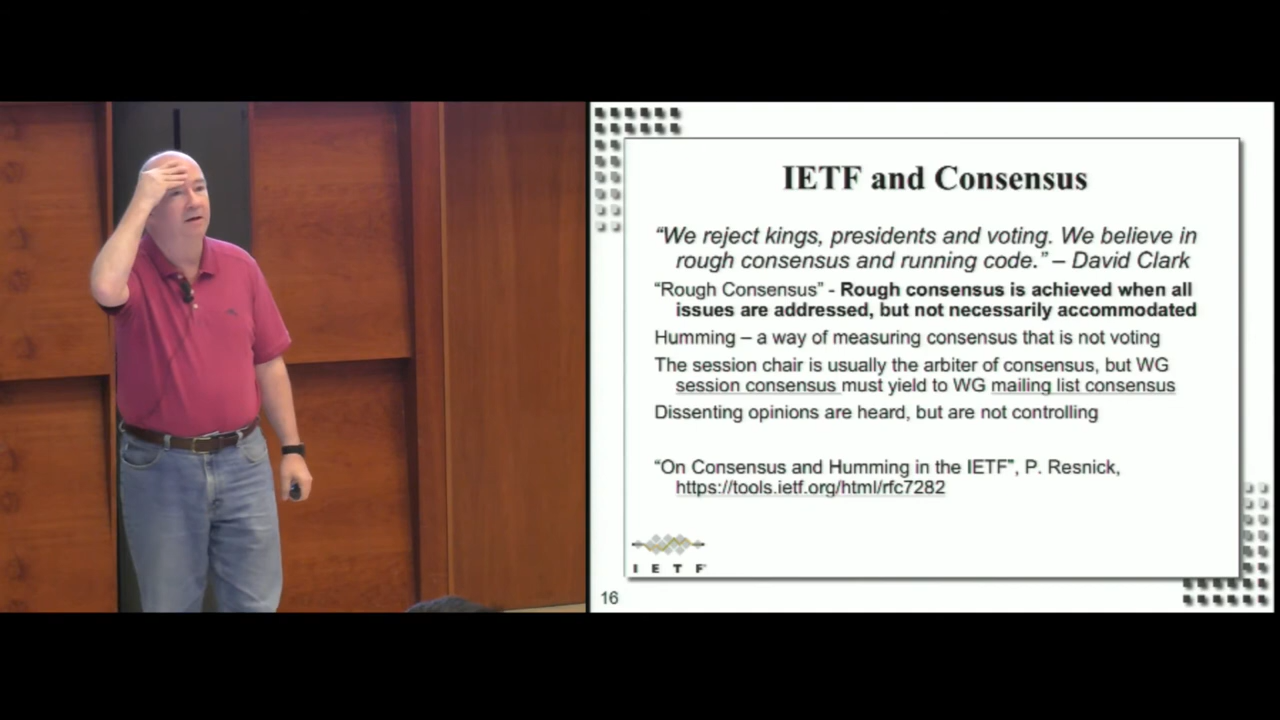 IETF and Consensus
“We reject kings, presidents and voting. We believe in
rough consensus and running code.” – David Clark
“Rough Consensus” - Rough consensus is achieved when all
issues are addressed, but not necessarily accommodated
Humming – a way of measuring consensus that is not voting
The session chair is usually the arbiter of consensus, but WG
session consensus must yield to WG mailing list consensus
Dissenting opinions are heard, but are not controlling
“On Consensus and Humming in the IETF”, P. Resnick,
https://tools.ietf.org/html/rfc7282
I E T F
16